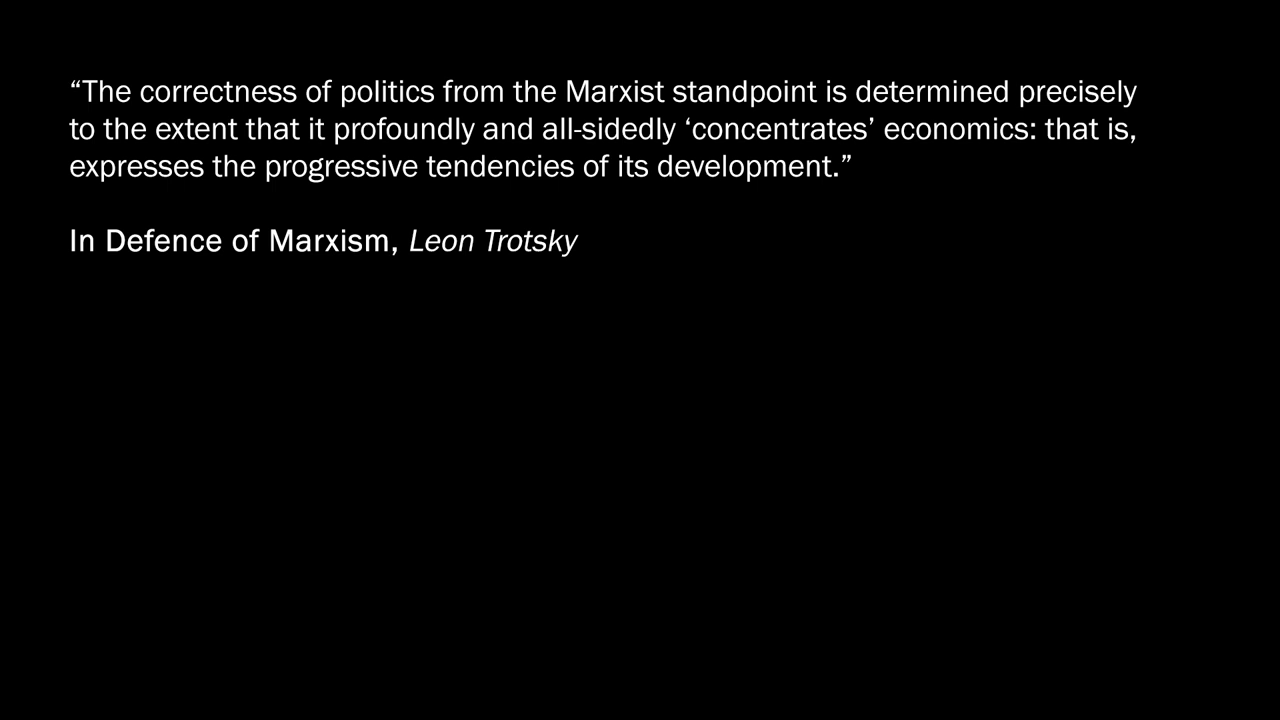 “The correctness of politics from the Marxist standpoint is determined precisely
to the extent that it profoundly and all-sidedly ‘concentrates’ economics: that is,
expresses the progressive tendencies of its development.”
In Defence of Marxism, Leon Trotsky